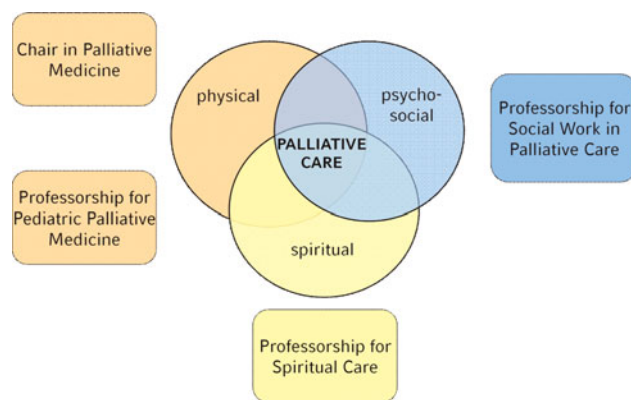 Chair in Palliative
Medicine
physical
psycho-
social
Professorship for
Social Work in
Palliative Care
PALLIATIVE
CARE
Professorship for
Pediatric Palliative
Medicine
spiritual
Professorship for
Spiritual Care